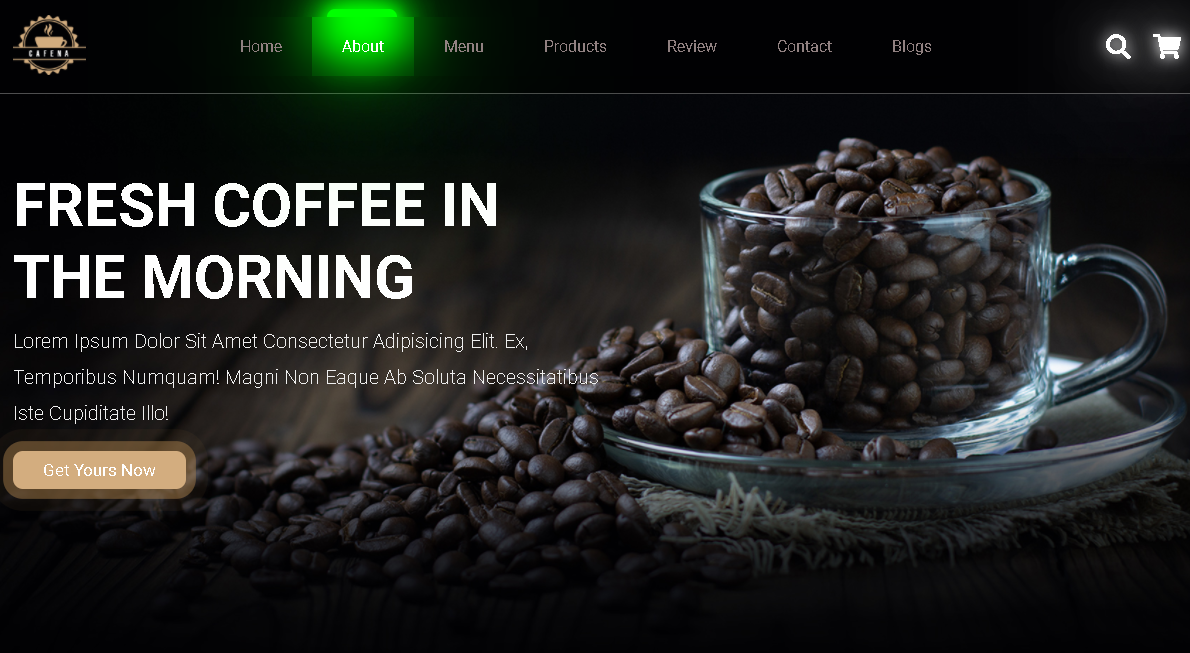 CAFENA
Home About Menu Products Review Contact Blogs
FRESH COFFEE IN
THE MORNING
Lorem Ipsum Dolor Sit Amet Consectetur Adipisicing Elit. Ex,
Temporibus Numquam! Magni Non Eaque Ab Soluta Necessitatibus
Iste Cupiditate Illo!
Get Yours Now